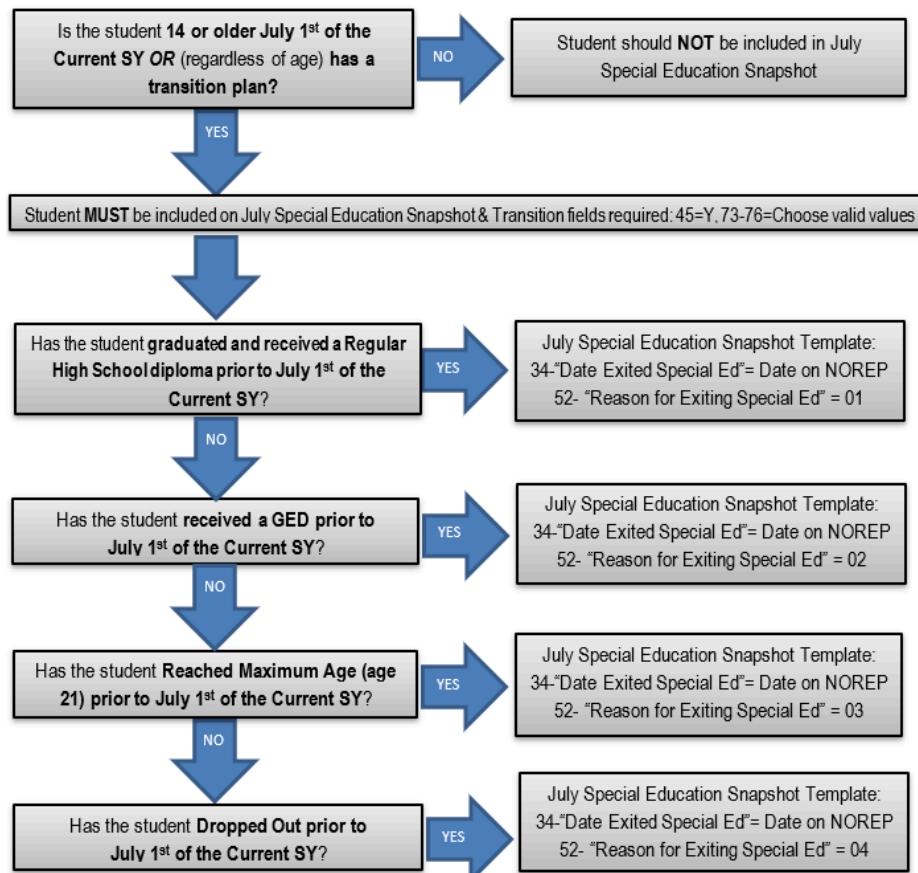 Is the student 14 or older July 1st of the
Current SY OR (regardless of age) has a
transition plan?
NO
Student should NOT be included in July
Special Education Snapshot
YES
Student MUST be included on July Special Education Snapshot & Transition fields required: 45=Y, 73-76=Choose valid values
Has the student graduated and received a Regular
High School diploma prior to July 1st of the
Current SY?
YES
July Special Education Snapshot Template:
34-“Date Exited Special Ed”= Date on NOREP
52- “Reason for Exiting Special Ed” = 01
NO
Has the student received a GED prior to
July 1st of the Current SY?
YES
July Special Education Snapshot Template:
34-“Date Exited Special Ed”= Date on NOREP
52- “Reason for Exiting Special Ed” = 02
NO
Has the student Reached Maximum Age (age
21) prior to July 1st of the Current SY?
YES
July Special Education Snapshot Template:
34-“Date Exited Special Ed”= Date on NOREP
52- “Reason for Exiting Special Ed” = 03
NO
Has the student Dropped Out prior to
July 1st of the Current SY?
YES
July Special Education Snapshot Template:
34-“Date Exited Special Ed”= Date on NOREP
52- “Reason for Exiting Special Ed” = 04